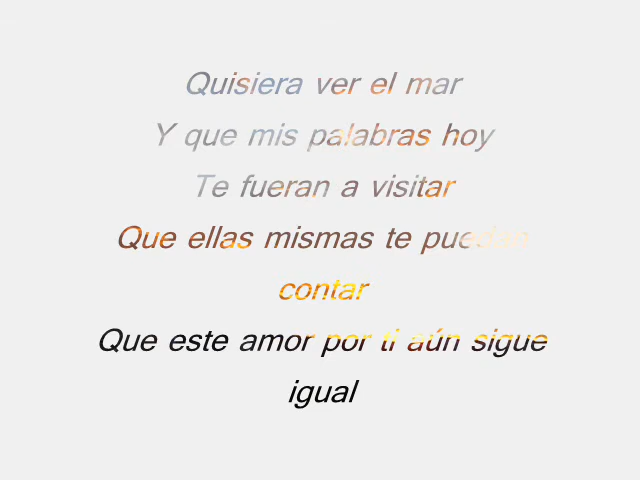 Quisiera ver el mar
Y que mis palabras hoy
Te fueran a visitar
Que ellas mismas te puedan
contar
Que este amor por ti aún sigue
igual